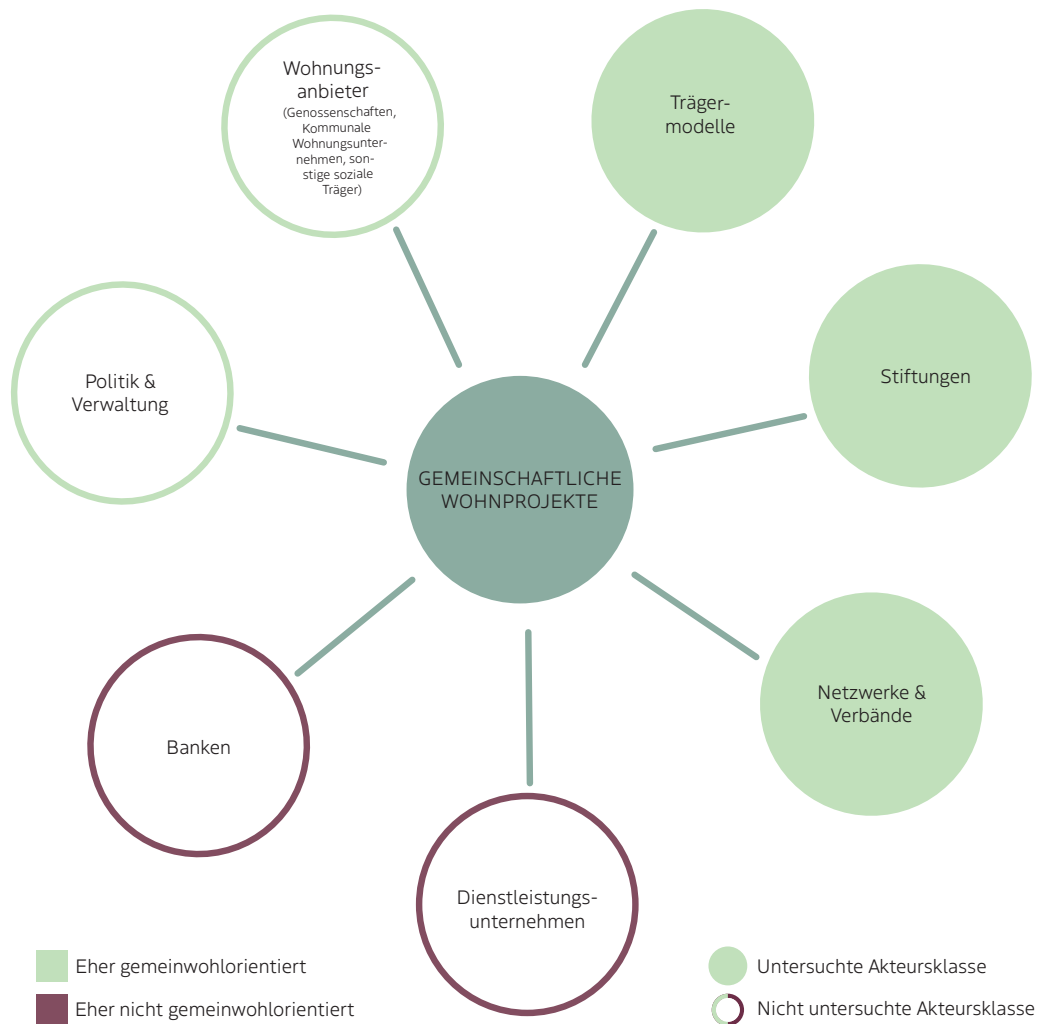 Wohnungs-
anbieter
(Genossenschaften,
Kommunale
Wohnungsunter-
nehmen, son-
stige soziale
Träger)
Träger-
modelle
Politik &
Verwaltung
Stiftungen
GEMEINSCHAFTLICHE
WOHNPROJEKTE
Banken
Netzwerke &
Verbände
Dienstleistungs-
unternehmen
Eher gemeinwohlorientiert
Eher nicht gemeinwohlorientiert
Untersuchte Akteursklasse
Nicht untersuchte Akteursklasse